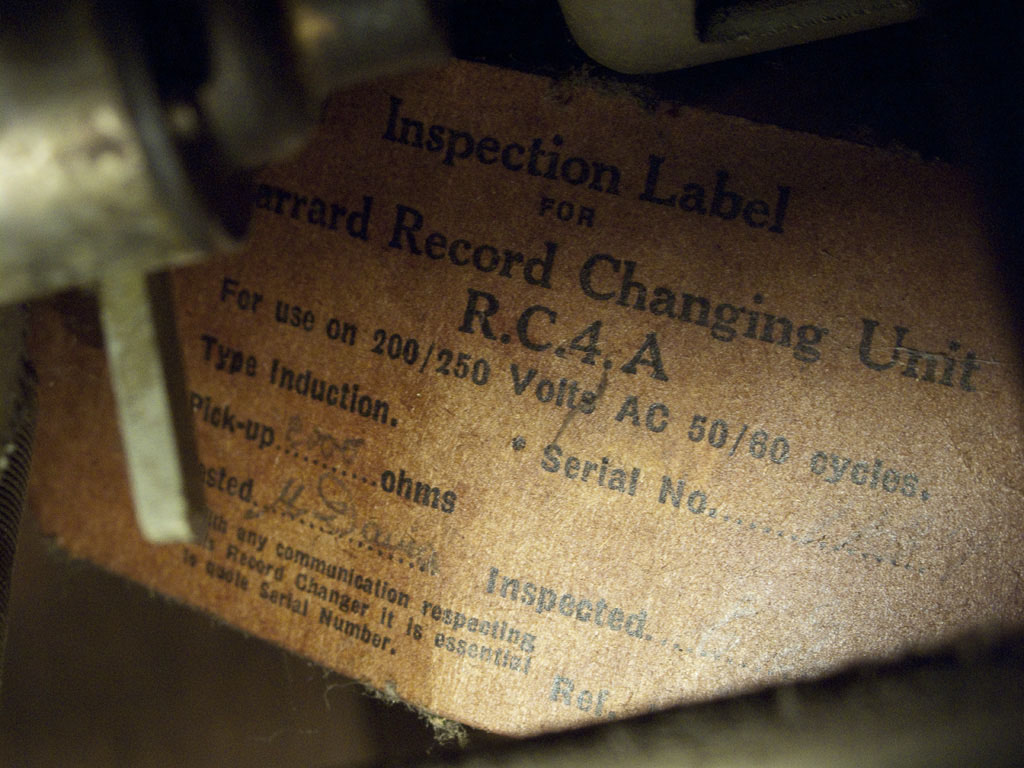 Inspection Label
FOR
arrard Record Changing Unit
R.C.4.A
For use on 200/250 Volts AC 50/60 cycles.
Type Induction.
• Serial No.
Pick-up ohms
ested.
Inspected.
ith any communication respecting
is Record Changer it is essential
to quote Serial Number.
Ref.